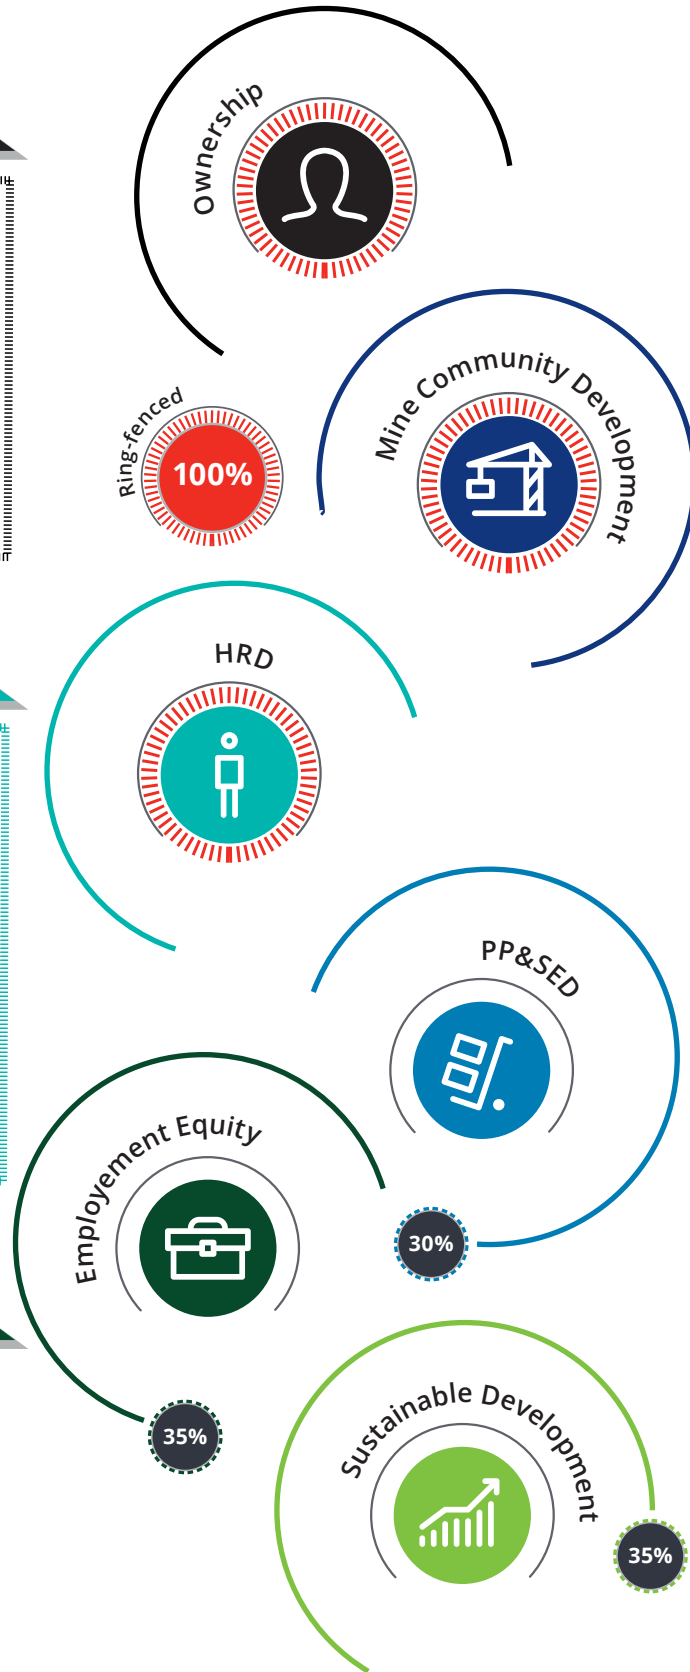 Ownership
Mine Community Development
Ring-fenced
100%
HRD
PP&SED
Employement Equity
30%
Sustainable Development
35%
35%